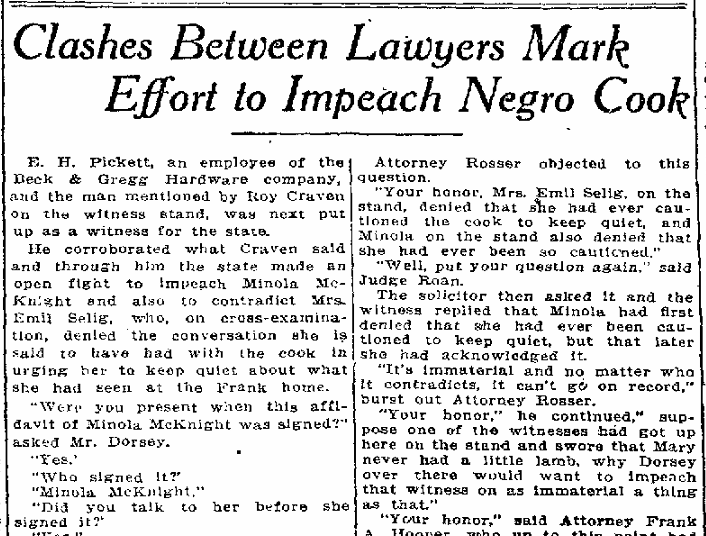 Clashes Between Lawyers Mark
Effort to Impeach Negro Cook
E. H. Pickett, an employee of the
Beck & Gregg Hardware company,
and the man mentioned by Roy Craven
on the witness stand, was next put
up as a witness for the state.
He corroborated what Craven said
and through him the state made an
open fight to impeach Minola Mc-
Knight and also to contradict Mrs.
Emil Selig, who, on cross-examina-
tion, denied the conversation she is
said to have had with the cook in
urging her to keep quiet about what
she had seen at the Frank home.
"Were you present when this affi-
davit of Minola McKnight was signed?"
asked Mr. Dorsey.
"Yes.'
"Who signed it?"
"Minola McKnight."
"Did you talk to her before she
signed it?'
"Yes."
Attorney Rosser objected to this
question.
"Your honor, Mrs. Emil Selig, on the
stand, denied that she had ever cau-
tioned the cook to keep quiet, and
Minola on the stand also denied that
she had ever been so cautioned."
"Well, put your question again," said
Judge Roan.
The solicitor then asked it and the
witness replied that Minola had first
denied that she had ever been cau-
tioned to keep quiet, but that later
she had acknowledged it.
"It's immaterial and no matter who
it contradicts, it can't go on record,"
burst out Attorney Rosser.
"Your honor," he continued," sup-
pose one of the witnesses had got up
here on the stand and swore that Mary
never had a little lamb, why Dorsey
over there would want to impeach
that witness on as immaterial a thing
as that."
"Your honor," said Attorney Frank
A. Hooper, who up to this point had